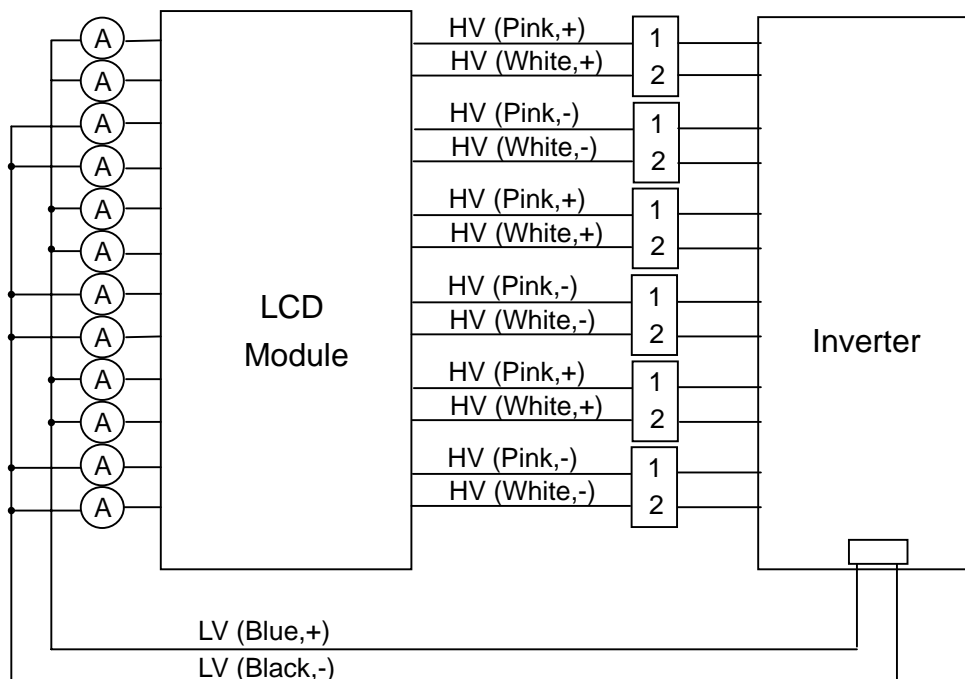 A
A
A
A
A
A
A
A
A
A
A
A
LCD
Module
HV (Pink,+)
HV (White,+)
HV (Pink,-)
HV (White,-)
HV (Pink,+)
HV (White,+)
HV (Pink,-)
HV (White,-)
HV (Pink,+)
HV (White,+)
HV (Pink,-)
HV (White,-)
1
2
1
2
1
2
1
2
1
2
1
2
Inverter
LV (Blue,+)
LV (Black,-)